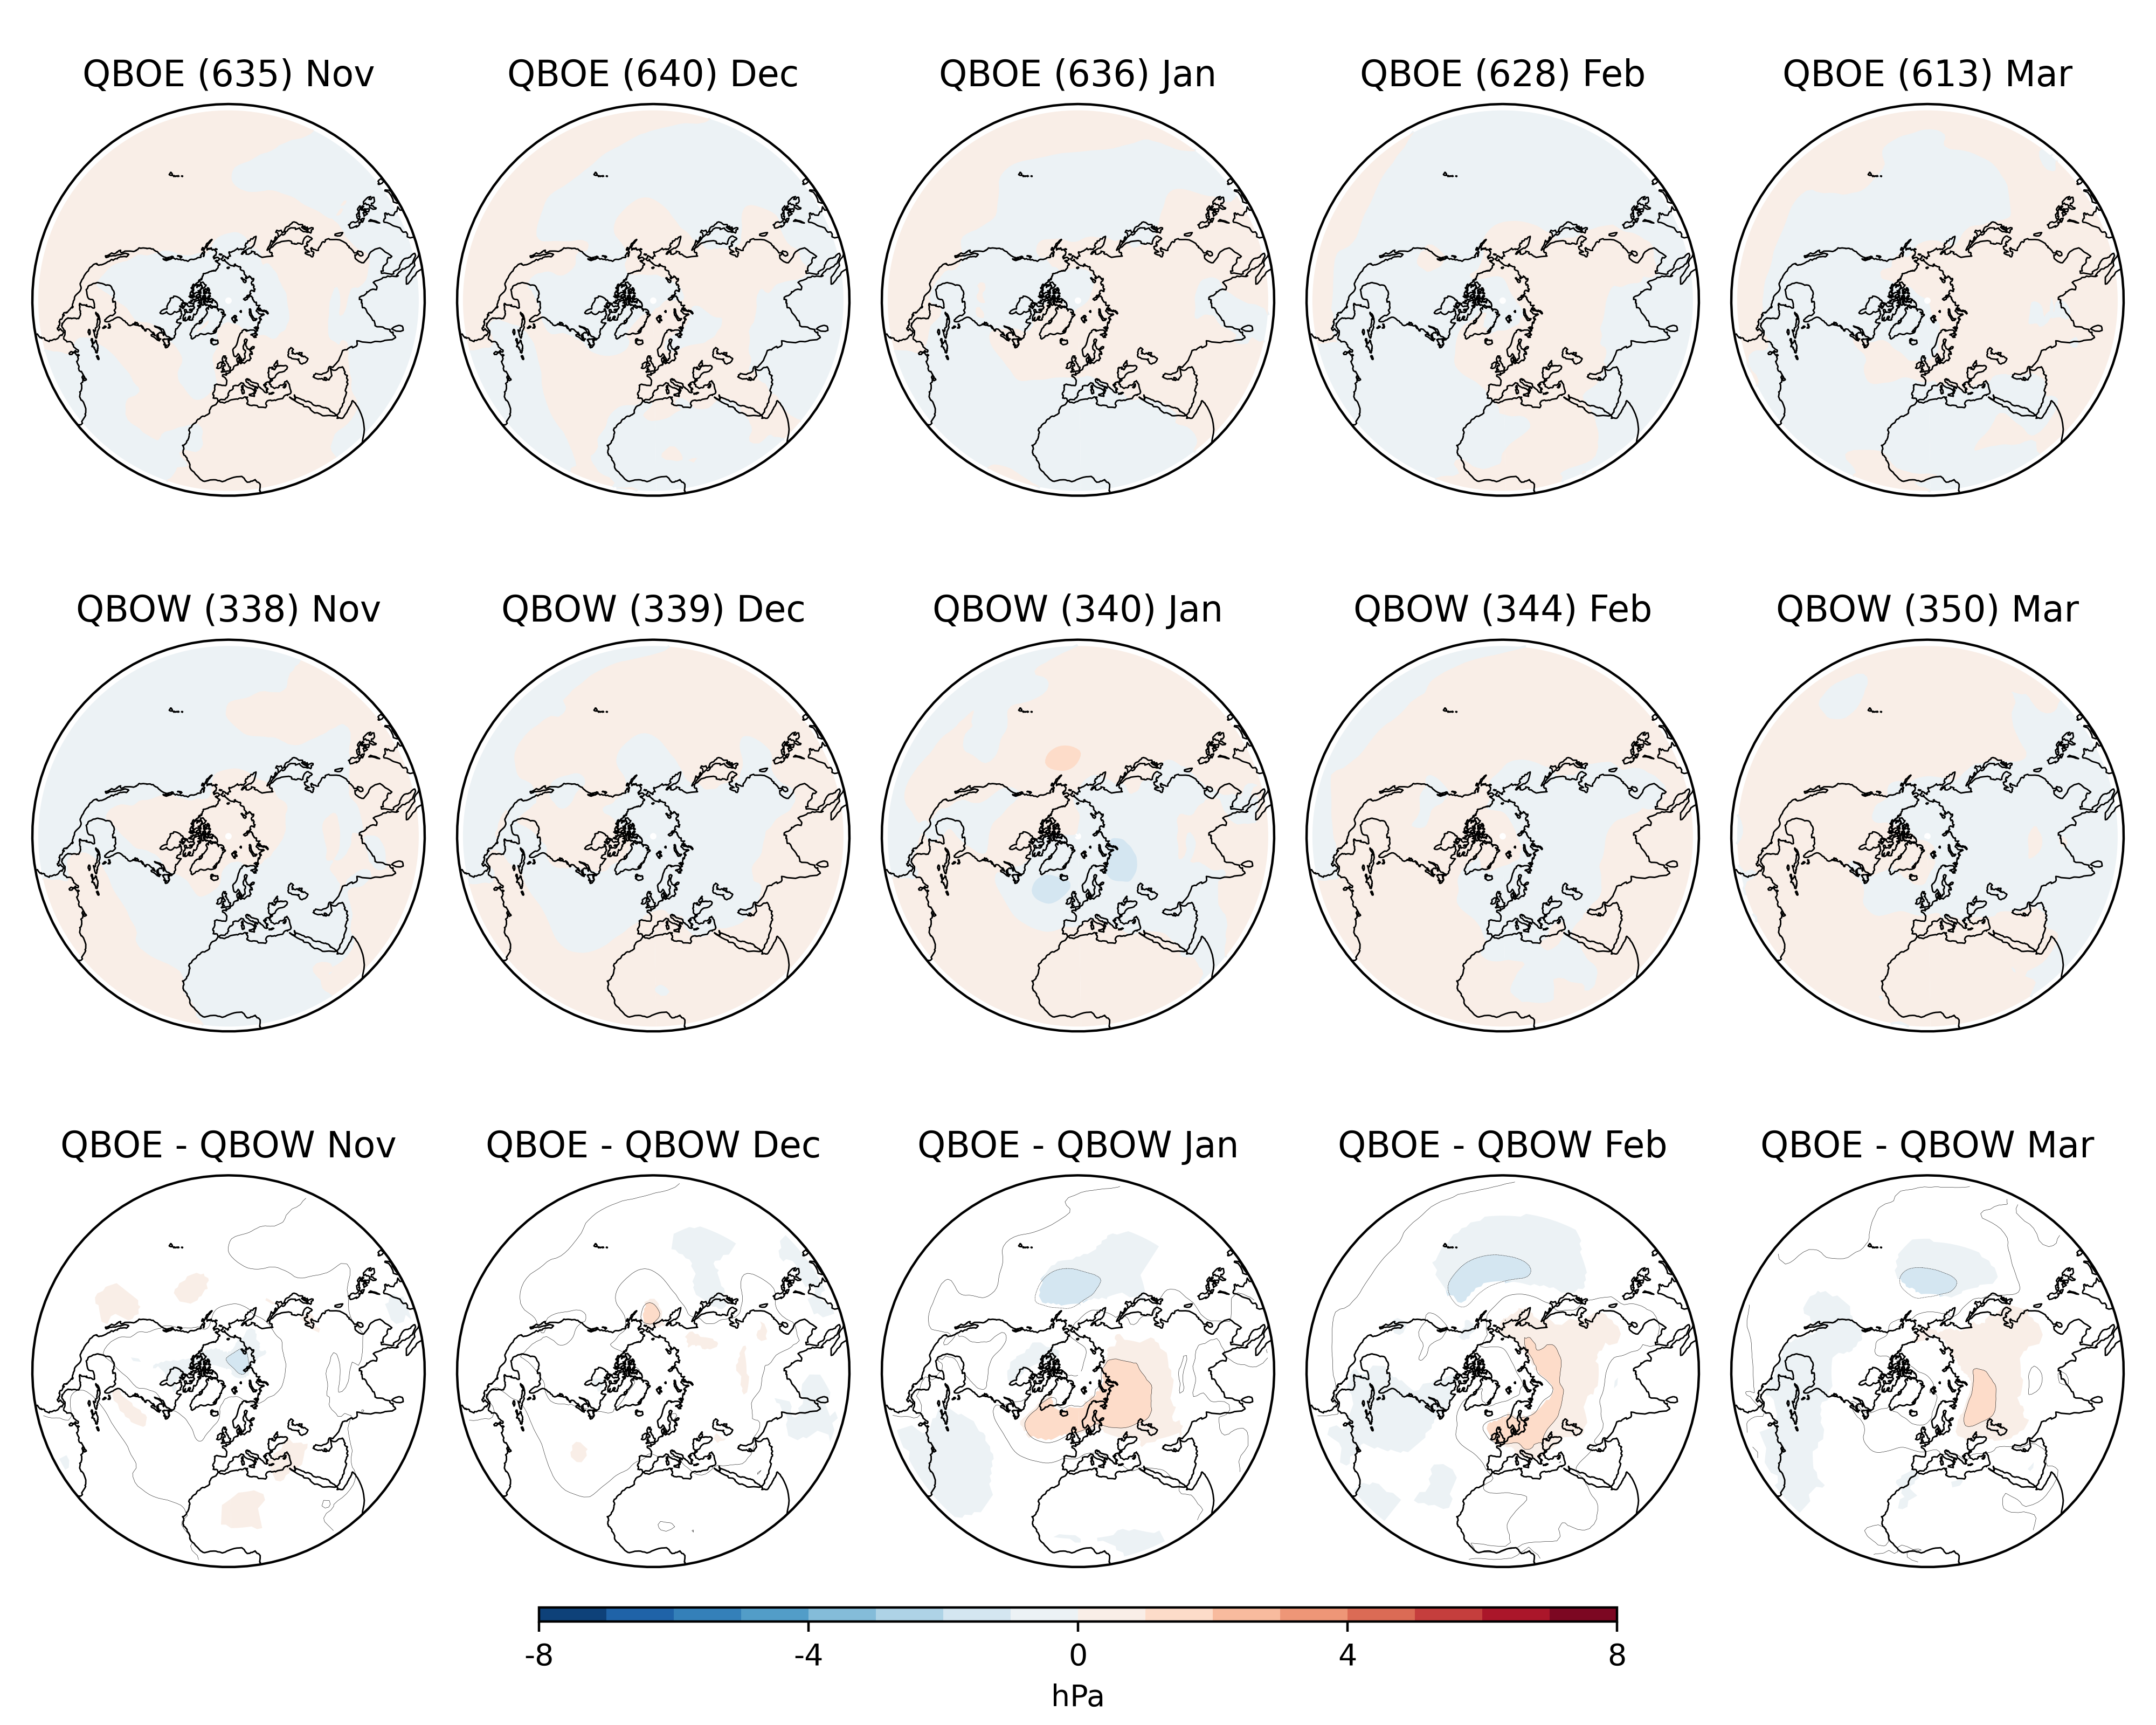 QBOE (635) Nov
QBOE (640) Dec
QBOE (636) Jan
QBOE (628) Feb
QBOE (613) Mar
QBOW (338) Nov
QBOW (339) Dec
QBOW (340) Jan
QBOW (344) Feb
QBOW (350) Mar
QBOE - QBOW Nov
QBOE - QBOW Dec
QBOE - QBOW Jan
QBOE - QBOW Feb
QBOE - QBOW Mar
-8 -4 0 4 8
hPa